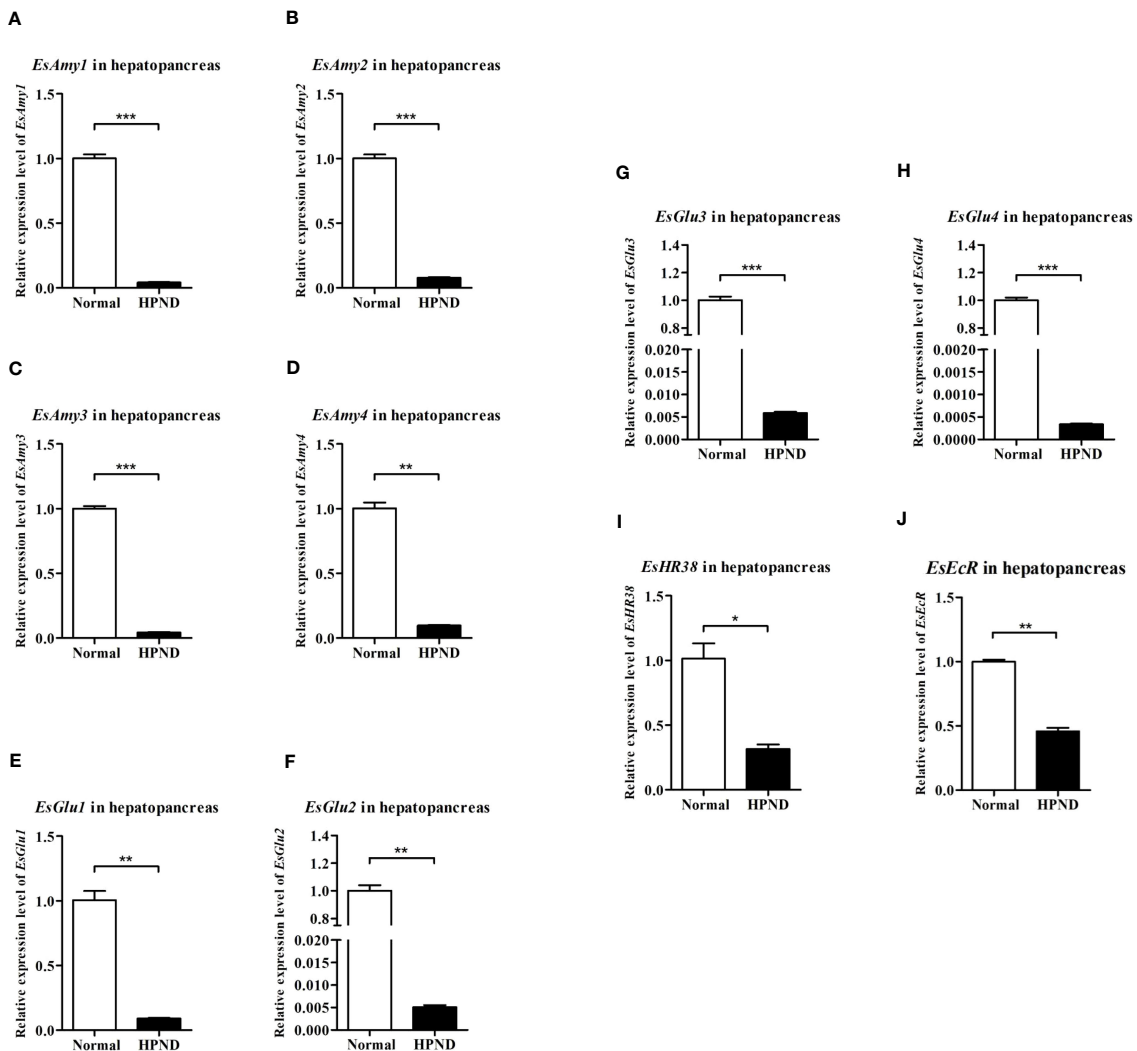 A
EsAmy1 in hepatopancreas
Relative expression level of EsAmy1
1.5
1.0
0.5
0.0
***
Normal HPND
B
EsAmy2 in hepatopancreas
Relative expression level of EsAmy2
1.5
1.0
0.5
0.0
***
Normal HPND
C
EsAmy3 in hepatopancreas
Relative expression level of EsAmy3
1.5
1.0
0.5
0.0
***
Normal HPND
D
EsAmy4 in hepatopancreas
Relative expression level of EsAmy4
1.5
1.0
0.5
0.0
**
Normal HPND
E
EsGlu1 in hepatopancreas
Relative expression level of EsGlu1
1.5
1.0
0.5
0.0
**
Normal HPND
F
EsGlu2 in hepatopancreas
Relative expression level of EsGlu2
1.4
1.2
1.0
0.8
0.020
0.015
0.010
0.005
0.000
**
Normal HPND
G
EsGlu3 in hepatopancreas
Relative expression level of EsGlu3
1.4
1.2
1.0
0.8
0.020
0.015
0.010
0.005
0.000
***
Normal HPND
H
EsGlu4 in hepatopancreas
Relative expression level of EsGlu4
1.4
1.2
1.0
0.8
0.0020
0.0015
0.0010
0.0005
0.0000
***
Normal HPND
I
EsHR38 in hepatopancreas
Relative expression level of EsHR38
1.5
1.0
0.5
0.0
*
Normal HPND
J
EsEcR in hepatopancreas
Relative expression level of EsEcR
1.5
1.0
0.5
0.0
**
Normal HPND